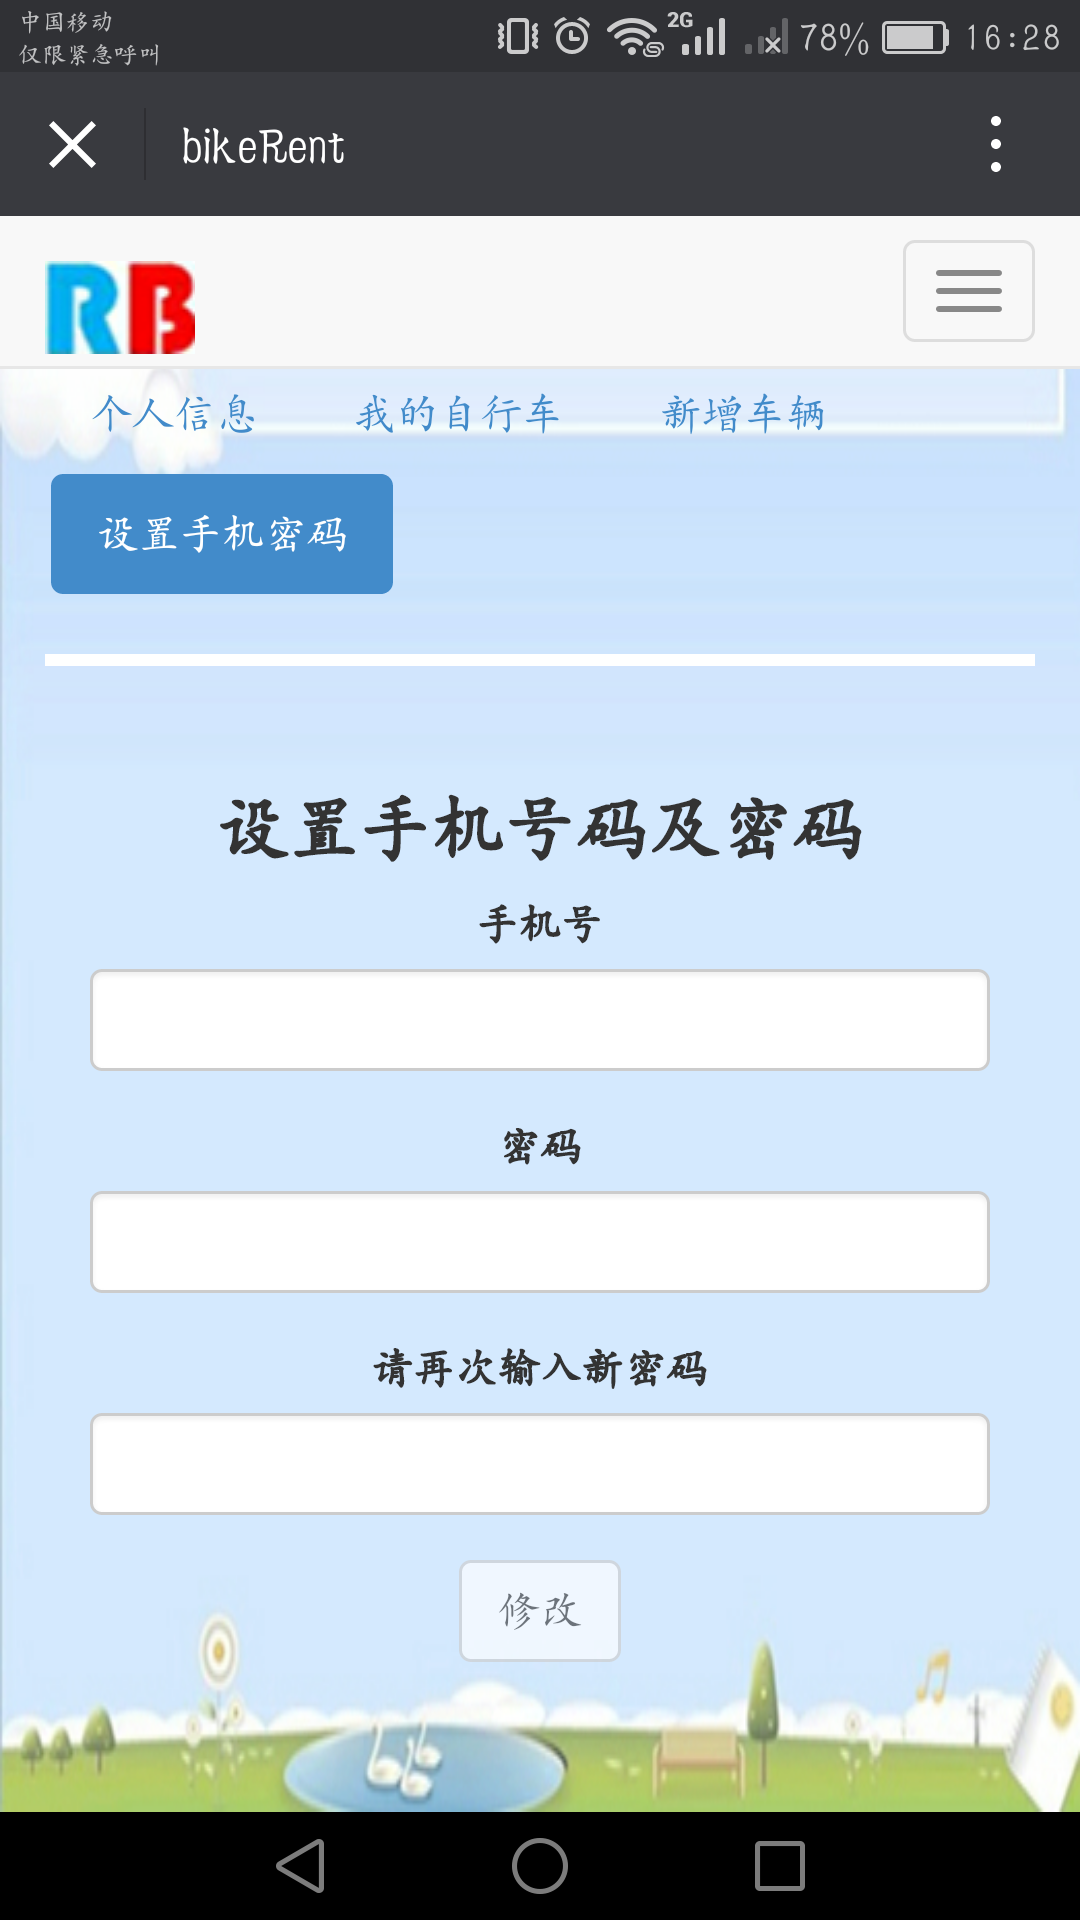 中国移动
仅限紧急呼叫
2G
78%
16:28
bikeRent
RB
个人信息 我的自行车 新增车辆
设置手机密码
设置手机号码及密码
手机号
密码
请再次输入新密码
修改